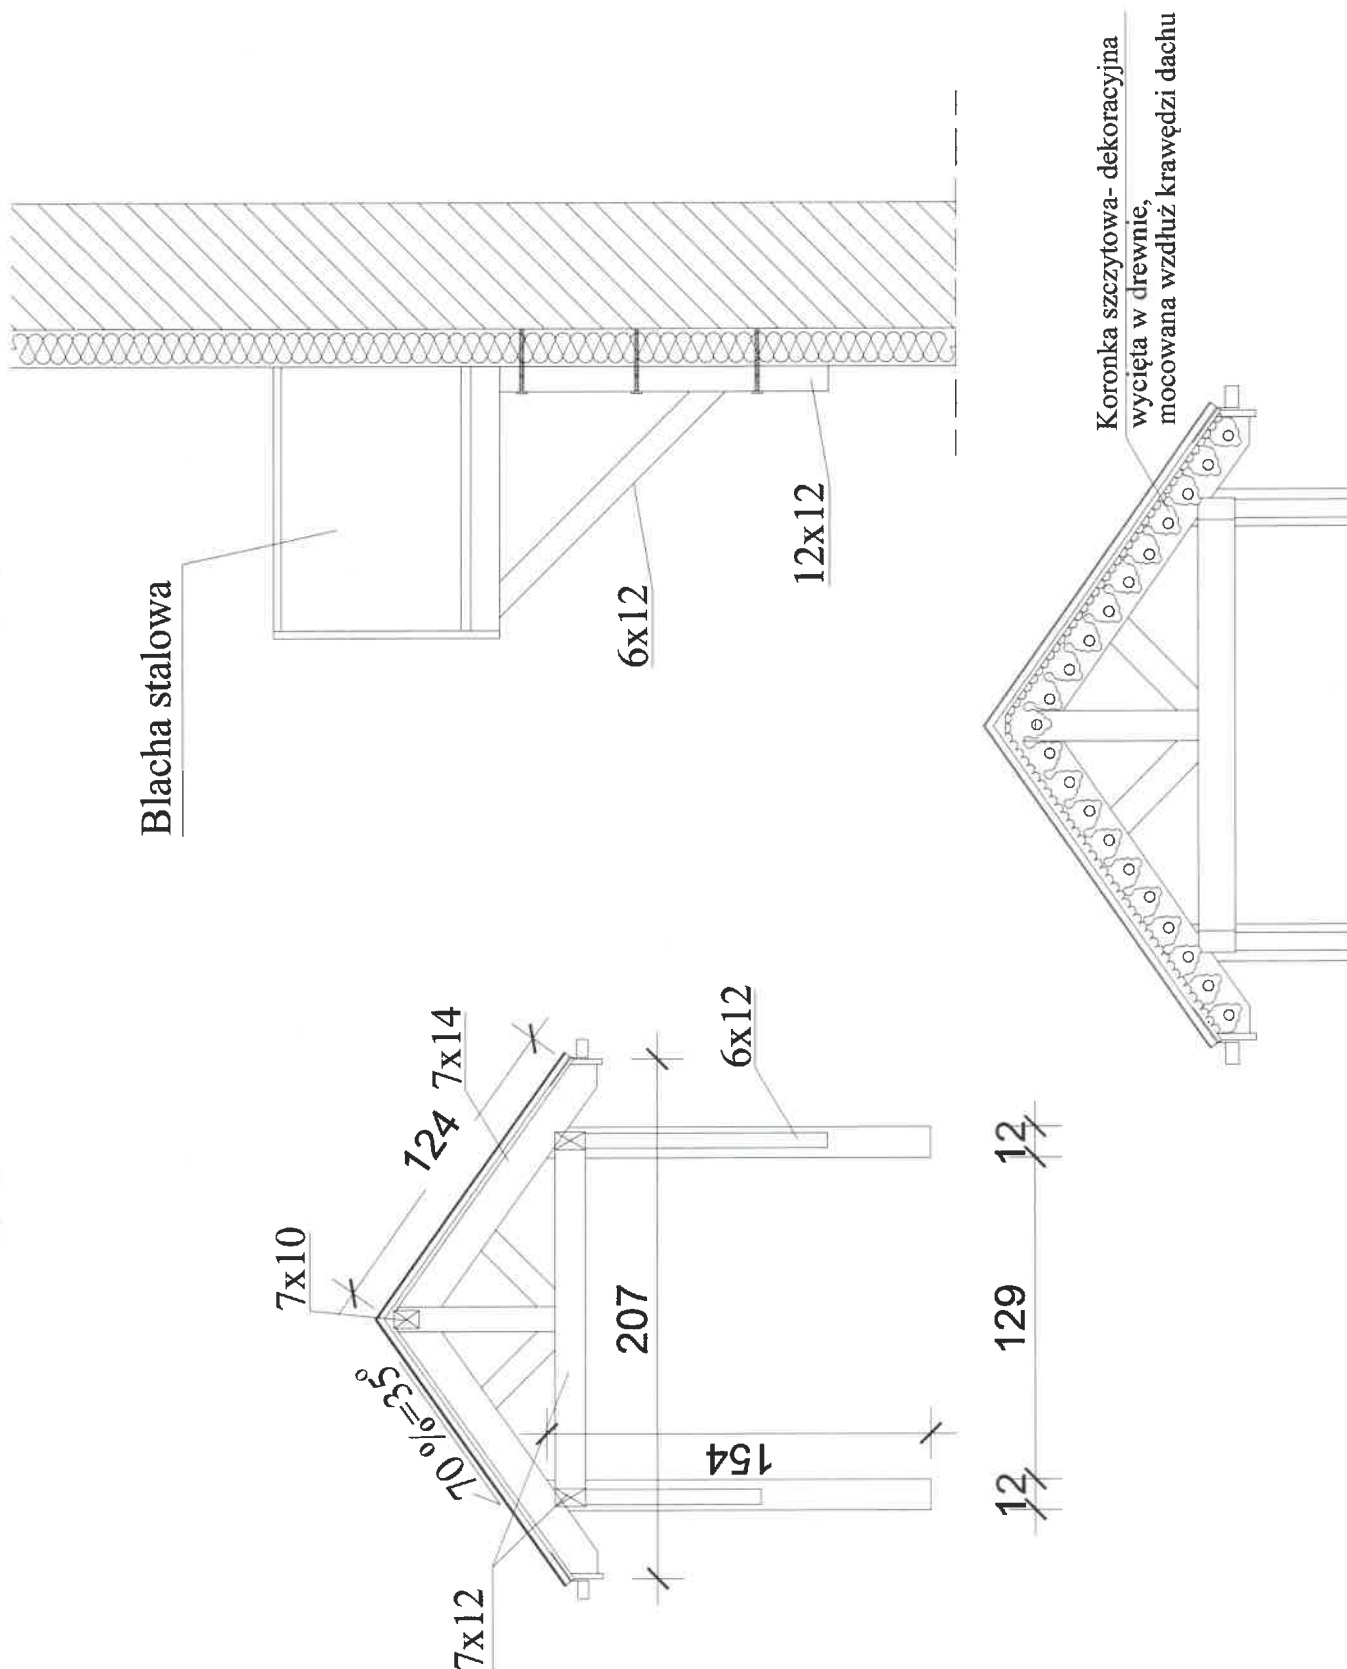 Blacha stalowa
6x12
12x12
Koronka szczytowa- dekoracyjna
wycięta w drewnie,
mocowana wzdłuż krawędzi dachu
7x10
124
7x14
70%=35°
207
6x12
154
7x12
12
129
12